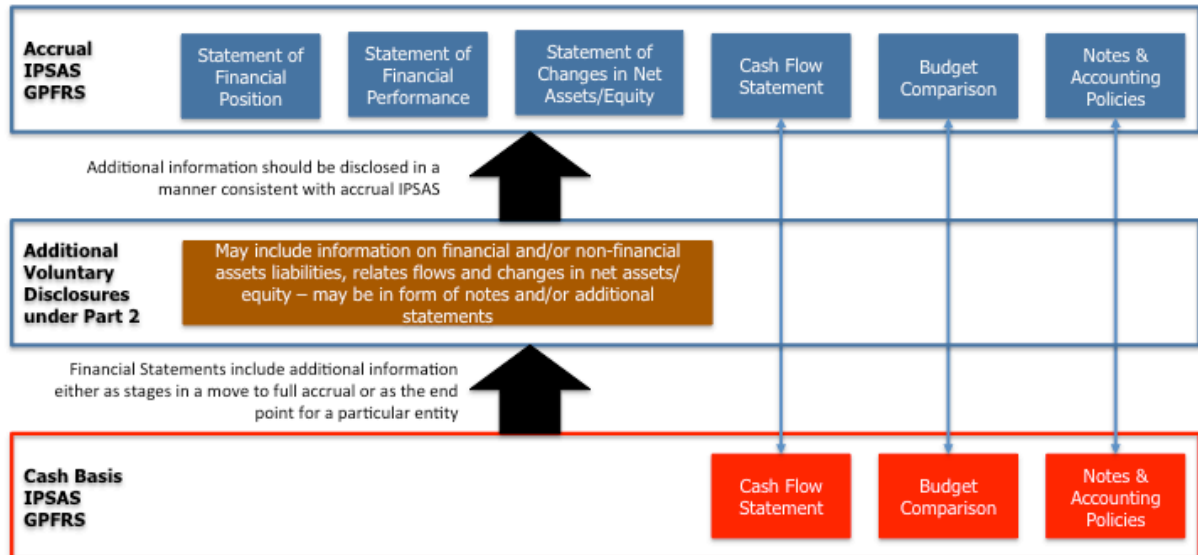 Accrual
IPSAS
GPFRS
Statement of
Financial
Position
Statement of
Financial
Performance
Statement of
Changes in Net
Assets/Equity
Cash Flow
Statement
Budget
Comparison
Notes &
Accounting
Policies
Additional information should be disclosed in a
manner consistent with accrual IPSAS
Additional
Voluntary
Disclosures
under Part 2
May include information on financial and/or non-financial
assets liabilities, relates flows and changes in net assets/
equity – may be in form of notes and/or additional
statements
Financial Statements include additional information
either as stages in a move to full accrual or as the end
point for a particular entity
Cash Basis
IPSAS
GPFRS
Cash Flow
Statement
Budget
Comparison
Notes &
Accounting
Policies